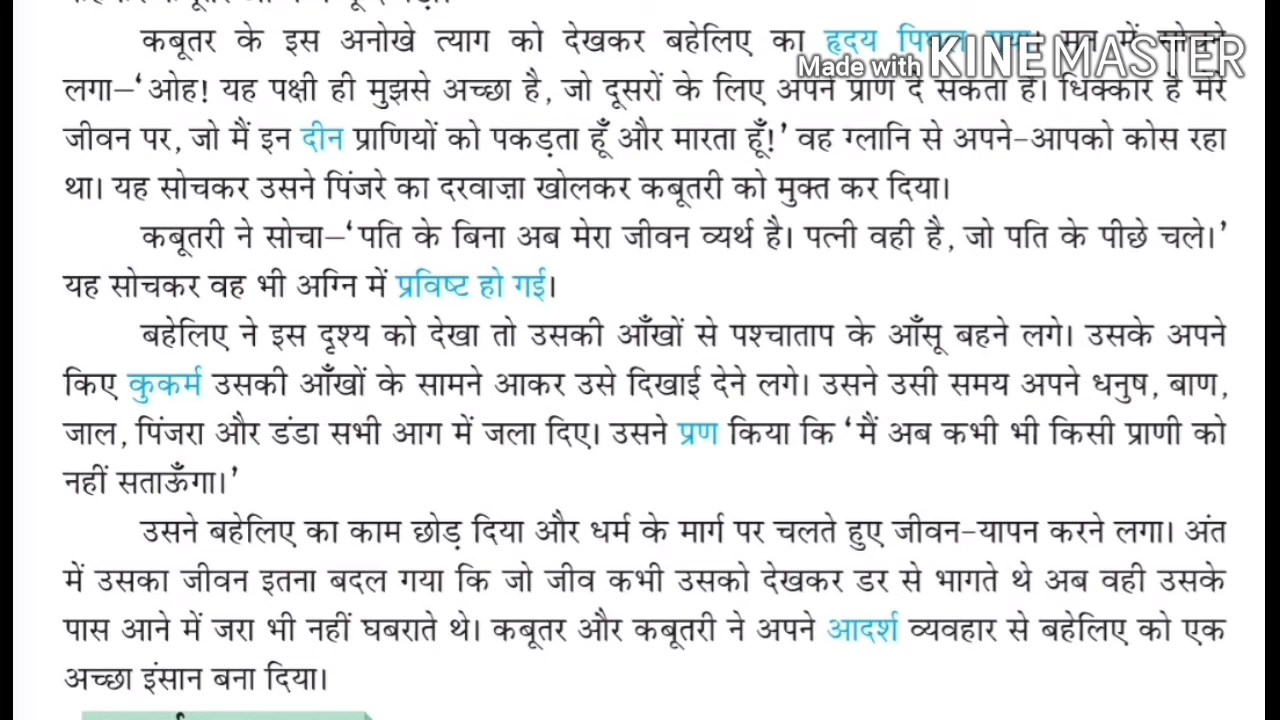 कबूतर के इस अनोखे त्याग को देखकर बहेलिए का हृदय
Made with KINEMASTER
लगा–‘ओह! यह पक्षी ही मुझसे अच्छा है, जो दूसरों के लिए अपने प्राण दे सकता है। धिक्कार है मेरे
जीवन पर, जो मैं इन दीन प्राणियों को पकड़ता हूँ और मारता हूँ!’ वह ग्लानि से अपने-आपको कोस रहा
था। यह सोचकर उसने पिंजरे का दरवाज़ा खोलकर कबूतरी को मुक्त कर दिया।
कबूतरी ने सोचा–‘पति के बिना अब मेरा जीवन व्यर्थ है। पत्नी वही है, जो पति के पीछे चले।’
यह सोचकर वह भी अग्नि में प्रविष्ट हो गई।
बहेलिए ने इस दृश्य को देखा तो उसकी आँखों से पश्चाताप के आँसू बहने लगे। उसके अपने
किए कुकर्म उसकी आँखों के सामने आकर उसे दिखाई देने लगे। उसने उसी समय अपने धनुष, बाण,
जाल, पिंजरा और डंडा सभी आग में जला दिए। उसने प्रण किया कि ‘मैं अब कभी भी किसी प्राणी को
नहीं सताऊँगा।’
उसने बहेलिए का काम छोड़ दिया और धर्म के मार्ग पर चलते हुए जीवन-यापन करने लगा। अंत
में उसका जीवन इतना बदल गया कि जो जीव कभी उसको देखकर डर से भागते थे अब वही उसके
पास आने में जरा भी नहीं घबराते थे। कबूतर और कबूतरी ने अपने आदर्श व्यवहार से बहेलिए को एक
अच्छा इंसान बना दिया।